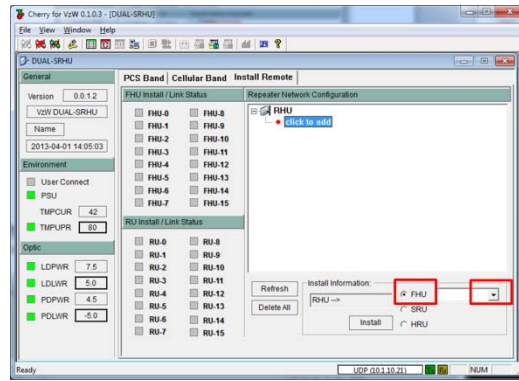 Cherry for VzW 0.1.0.3 - [DUAL-SRHU]
File View Window Help
DUAL-SRHU
General
Version 0.0.1.2
VzW DUAL-SRHU
Name
2013-04-01 14:05:03
Environment
User Connect
PSU
TMPCUR 42
TMPUPR 80
Optic
LDPWR 7.5
LDLWR 5.0
PDPWR 4.5
PDLWR -5.0
PCS Band Cellular Band Install Remote
FHU Install / Link Status
FHU-0 FHU-8
FHU-1 FHU-9
FHU-2 FHU-10
FHU-3 FHU-11
FHU-4 FHU-12
FHU-5 FHU-13
FHU-6 FHU-14
FHU-7 FHU-15
RU Install / Link Status
RU-0 RU-8
RU-1 RU-9
RU-2 RU-10
RU-3 RU-11
RU-4 RU-12
RU-5 RU-13
RU-6 RU-14
RU-7 RU-15
Repeater Network Configuration
RHU
click to add
Refresh
Delete All
Install Information:
RHU -->
FHU
SRU
HRU
Install
Ready
UDP (10.1.10.21) Tx Rx NUM